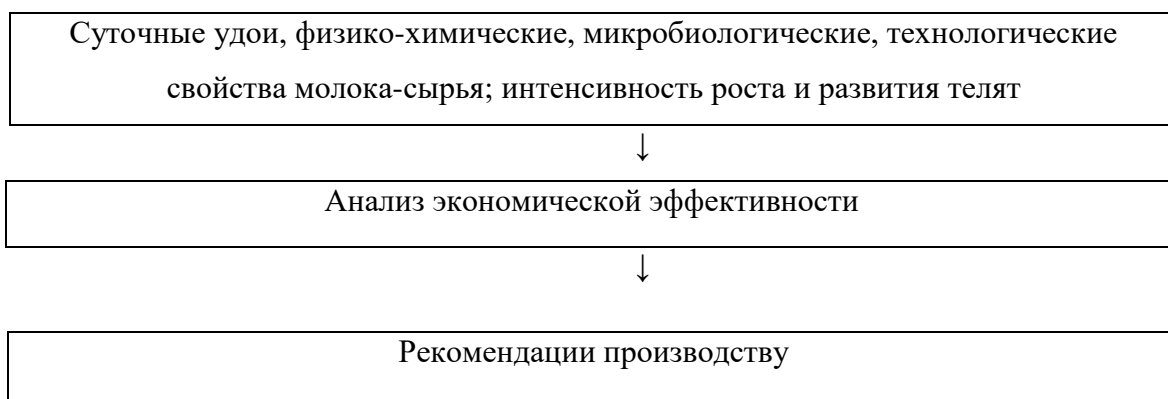 Суточные удои, физико-химические, микробиологические, технологические
свойства молока-сырья; интенсивность роста и развития телят
↓
Анализ экономической эффективности
↓
Рекомендации производству